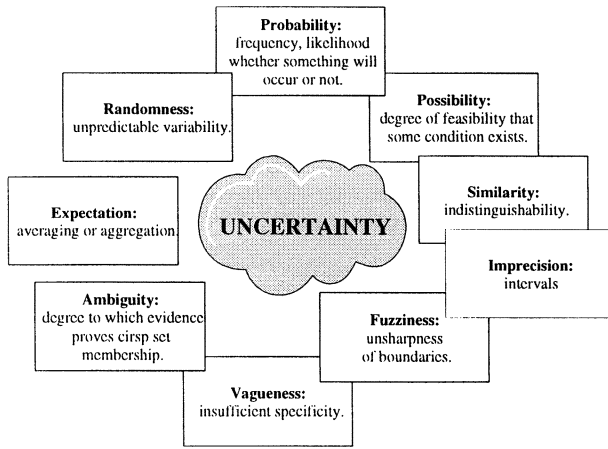 Probability:
frequency, likelihood
whether something will
occur or not.
Possibility:
degree of feasibility that
some condition exists.
Similarity:
indistinguishability.
Imprecision:
intervals
Fuzziness:
unsharpness
of boundaries.
Vagueness:
insufficient specificity.
Ambiguity:
degree to which evidence
proves cirsp set
membership.
Expectation:
averaging or aggregation.
Randomness:
unpredictable variability.
UNCERTAINTY